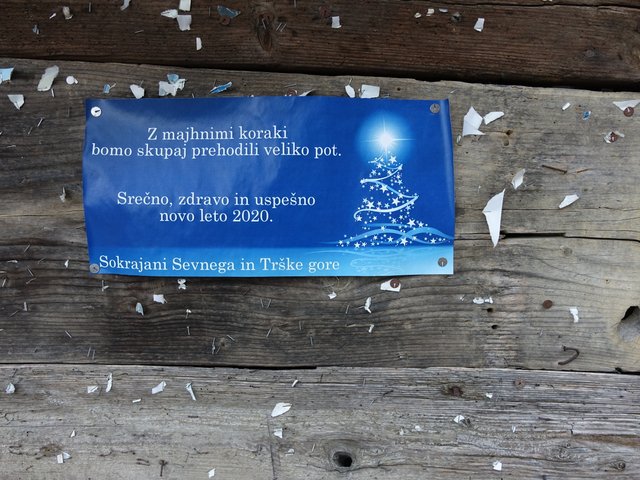 Z majhnimi koraki
bomo skupaj prehodili veliko pot.
Srečno, zdravo in uspešno
novo leto 2020.
Sokrajani Sevnega in Trške gore